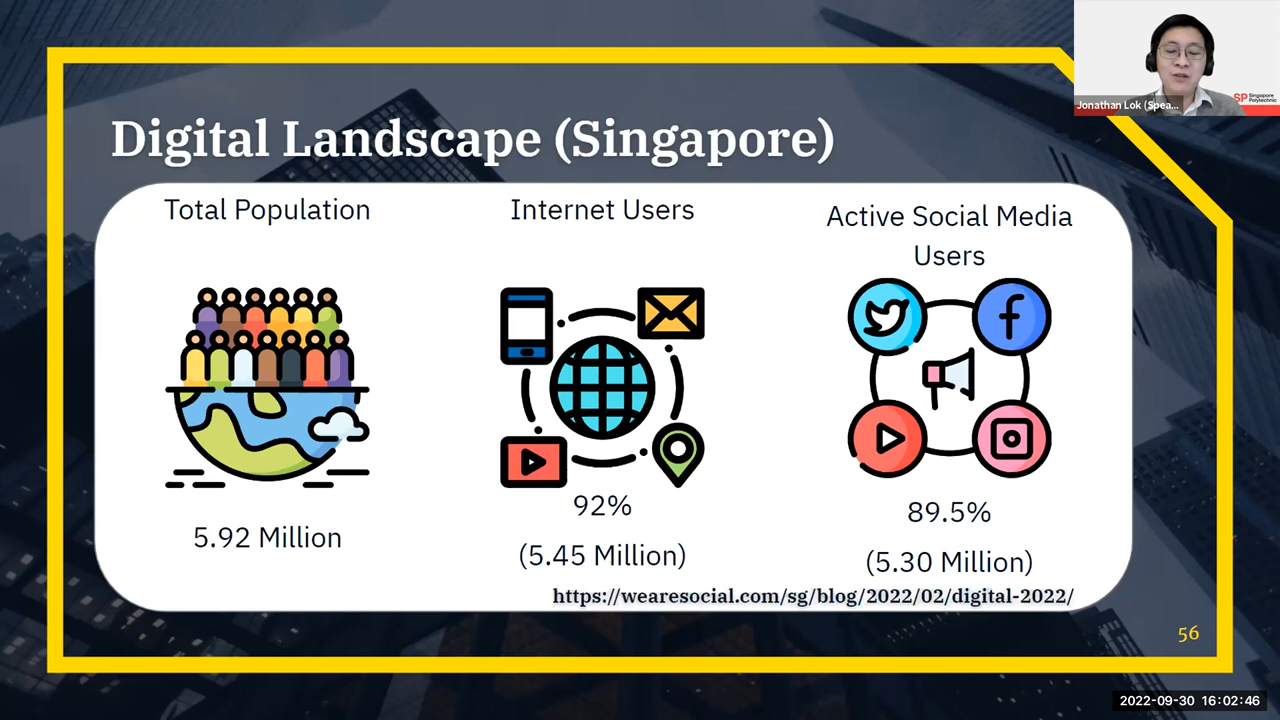 Jonathan Lok (Spea...
SP Singapore
Polytechnic
Digital Landscape (Singapore)
Total Population
5.92 Million
Internet Users
92%
(5.45 Million)
Active Social Media
Users
89.5%
(5.30 Million)
https://wearesocial.com/sg/blog/2022/02/digital-2022/
56
2022-09-30 16:02:46